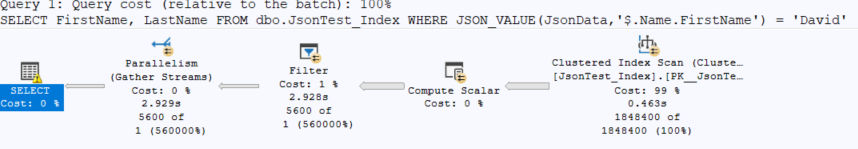 Query 1: Query cost (relative to the batch): 100%
SELECT FirstName, LastName FROM dbo.JsonTest_Index WHERE JSON_VALUE(JsonData,'$.Name.FirstName') = 'David'
SELECT
Cost: 0 %
Parallelism
(Gather Streams)
Cost: 0 %
2.929s
5600 of
1 (560000%)
Filter
Cost: 1 %
2.928s
5600 of
1 (560000%)
Compute Scalar
Cost: 0 %
Clustered Index Scan (Cluste…
[JsonTest_Index].[PK__JsonTe…
Cost: 99 %
0.463s
1848400 of
1848400 (100%)